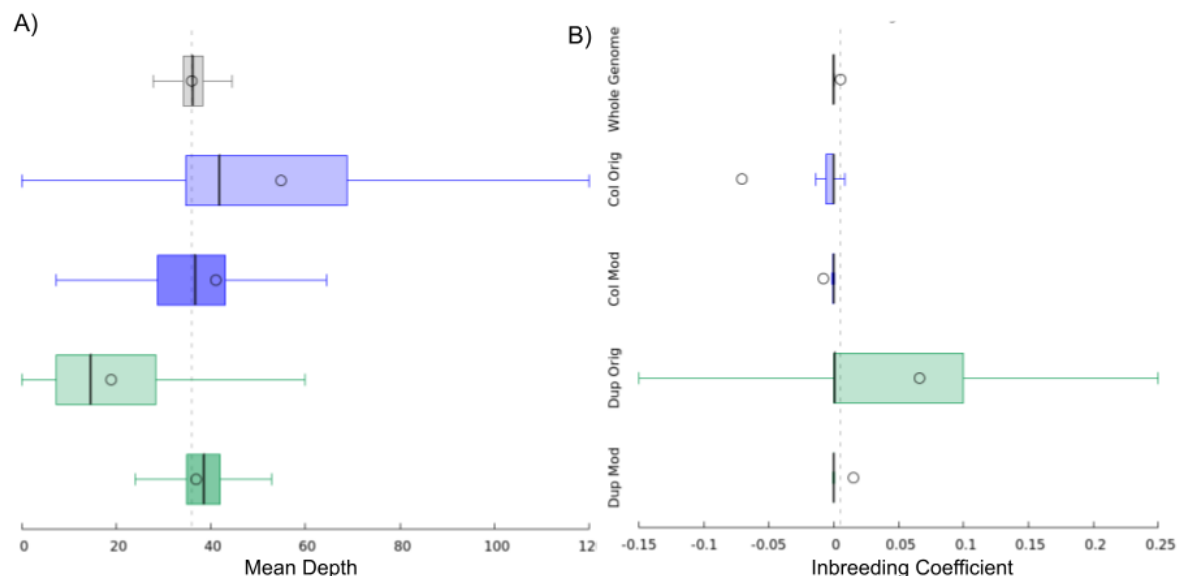 A)
B)
Whole Genome
Col Orig
Col Mod
Dup Orig
Dup Mod
0 20 40 60 80 100
Mean Depth
-0.15 -0.1 -0.05 0 0.05 0.1 0.15 0.2 0.25
Inbreeding Coefficient